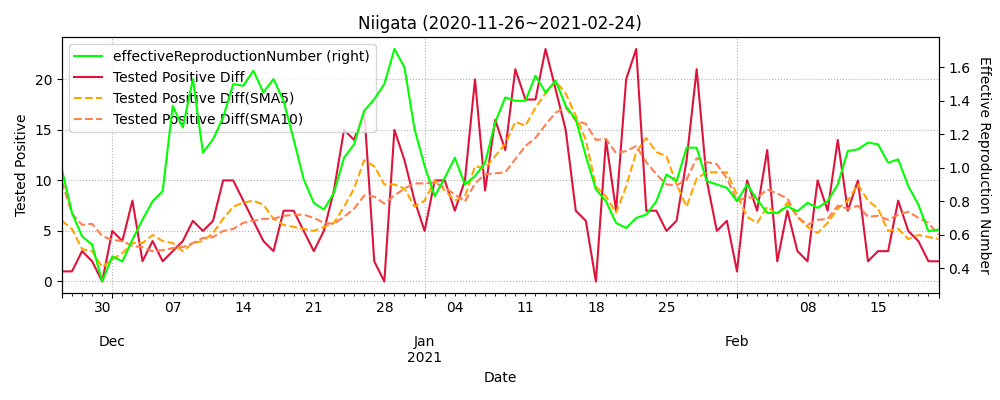 Niigata (2020-11-26~2021-02-24)
effectiveReproductionNumber (right)
Tested Positive Diff
Tested Positive Diff(SMA5)
Tested Positive Diff(SMA10)
Tested Positive
20
15
10
5
0
1.6
1.4
1.2
1.0
0.8
0.6
0.4
Effective Reproduction Number
30 07 14 21 28 04 11 18 25 08 15
Dec Jan Feb
2021
Date